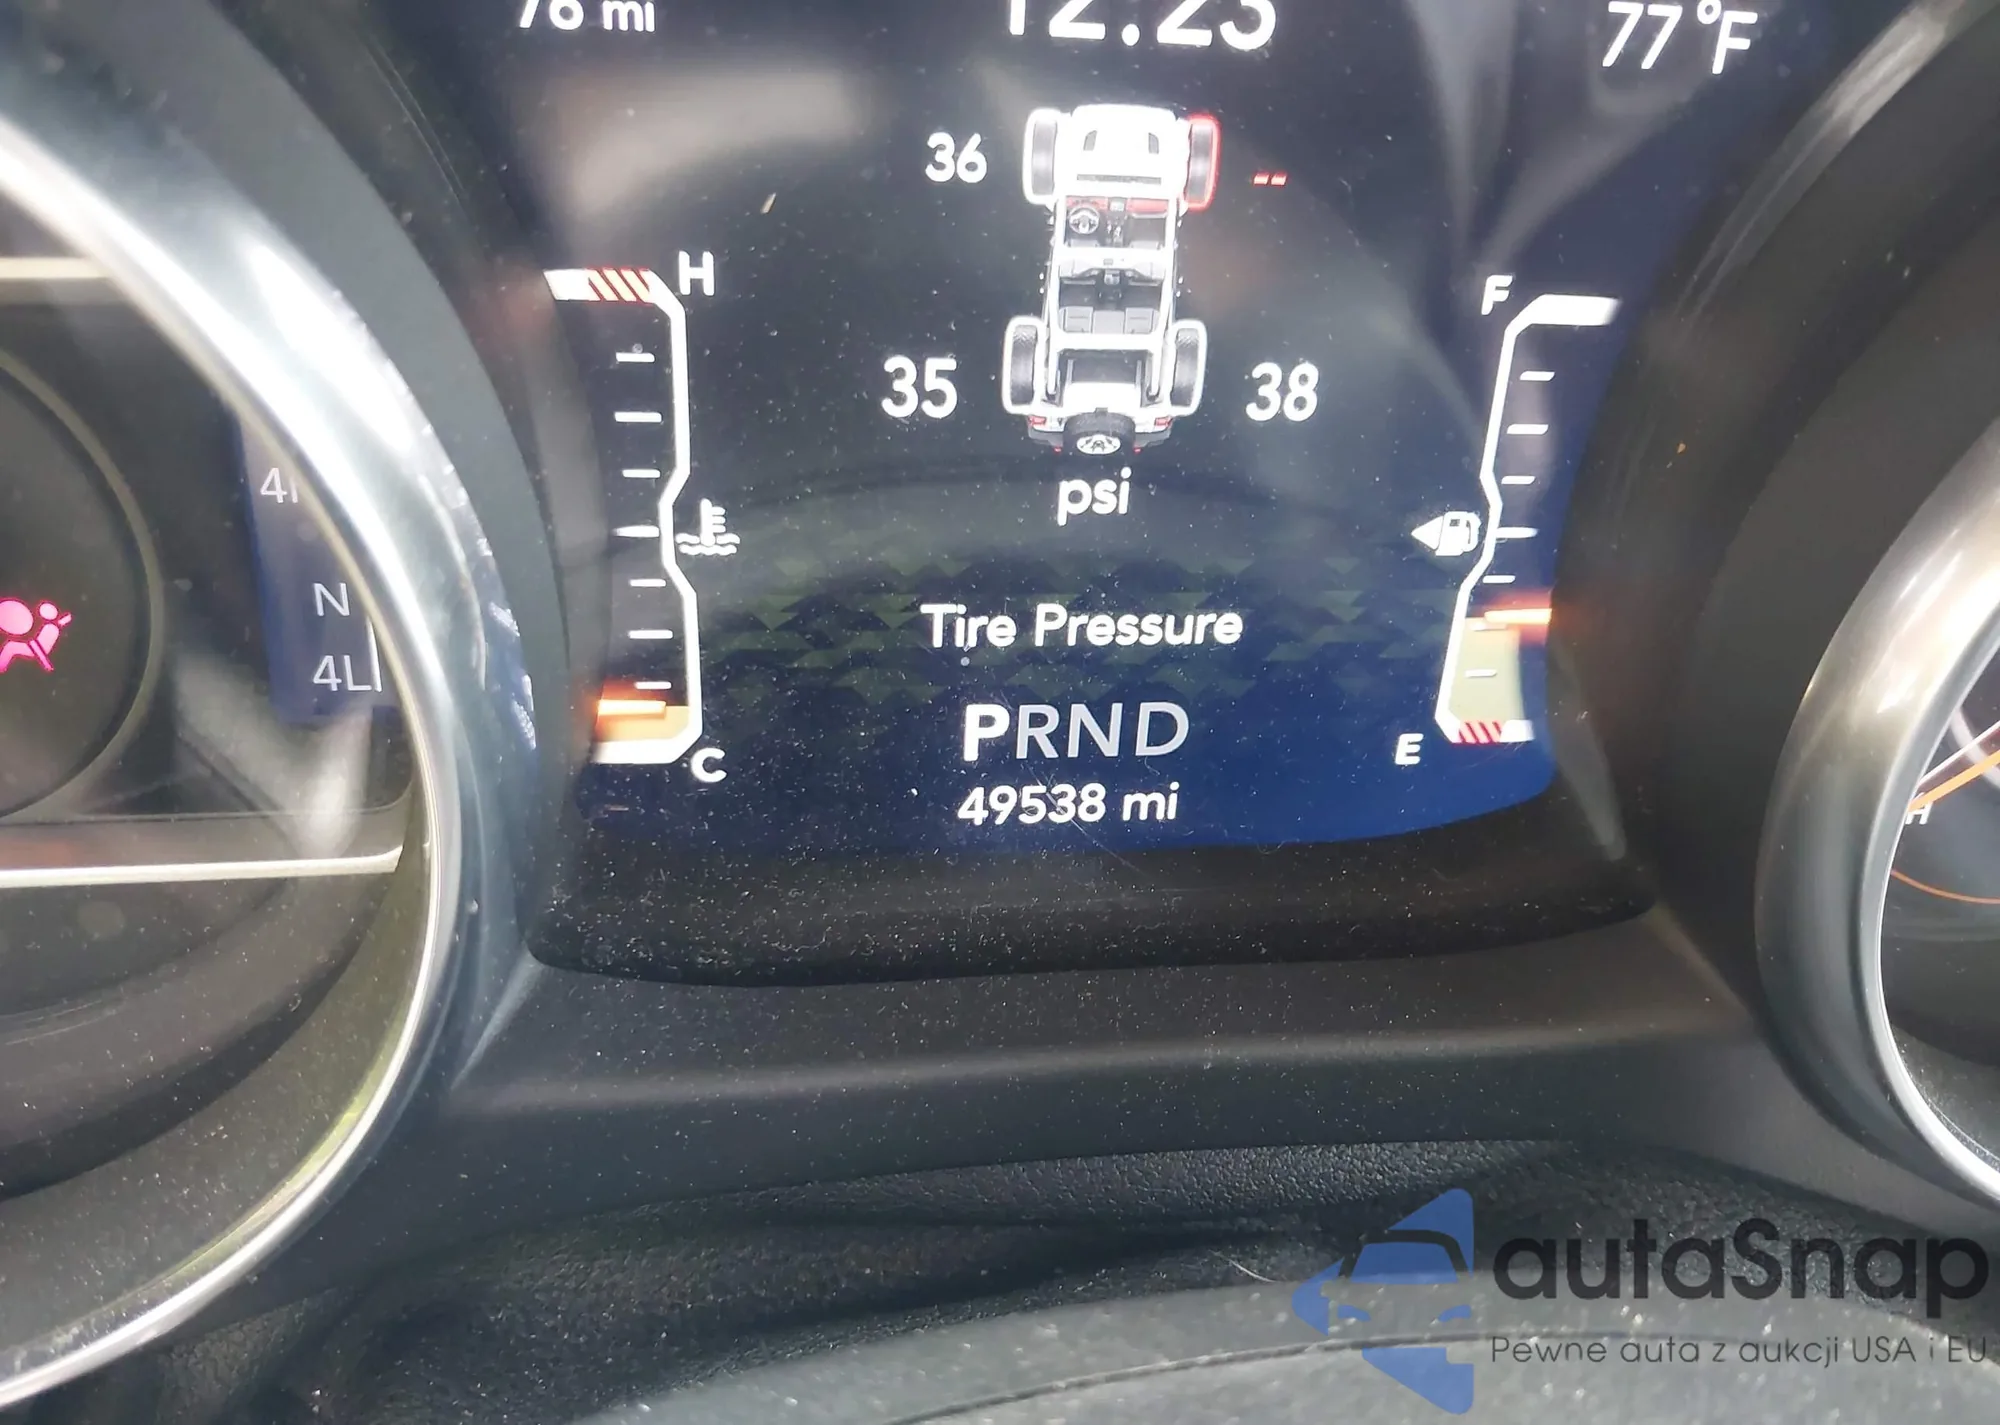 76 mi
12:23
77°F
36
--
H
F
35
38
psi
N
4L
Tire Pressure
PRND
C
E
49538 mi
H
autaSnap
Pewne auta z aukcji USA i EU